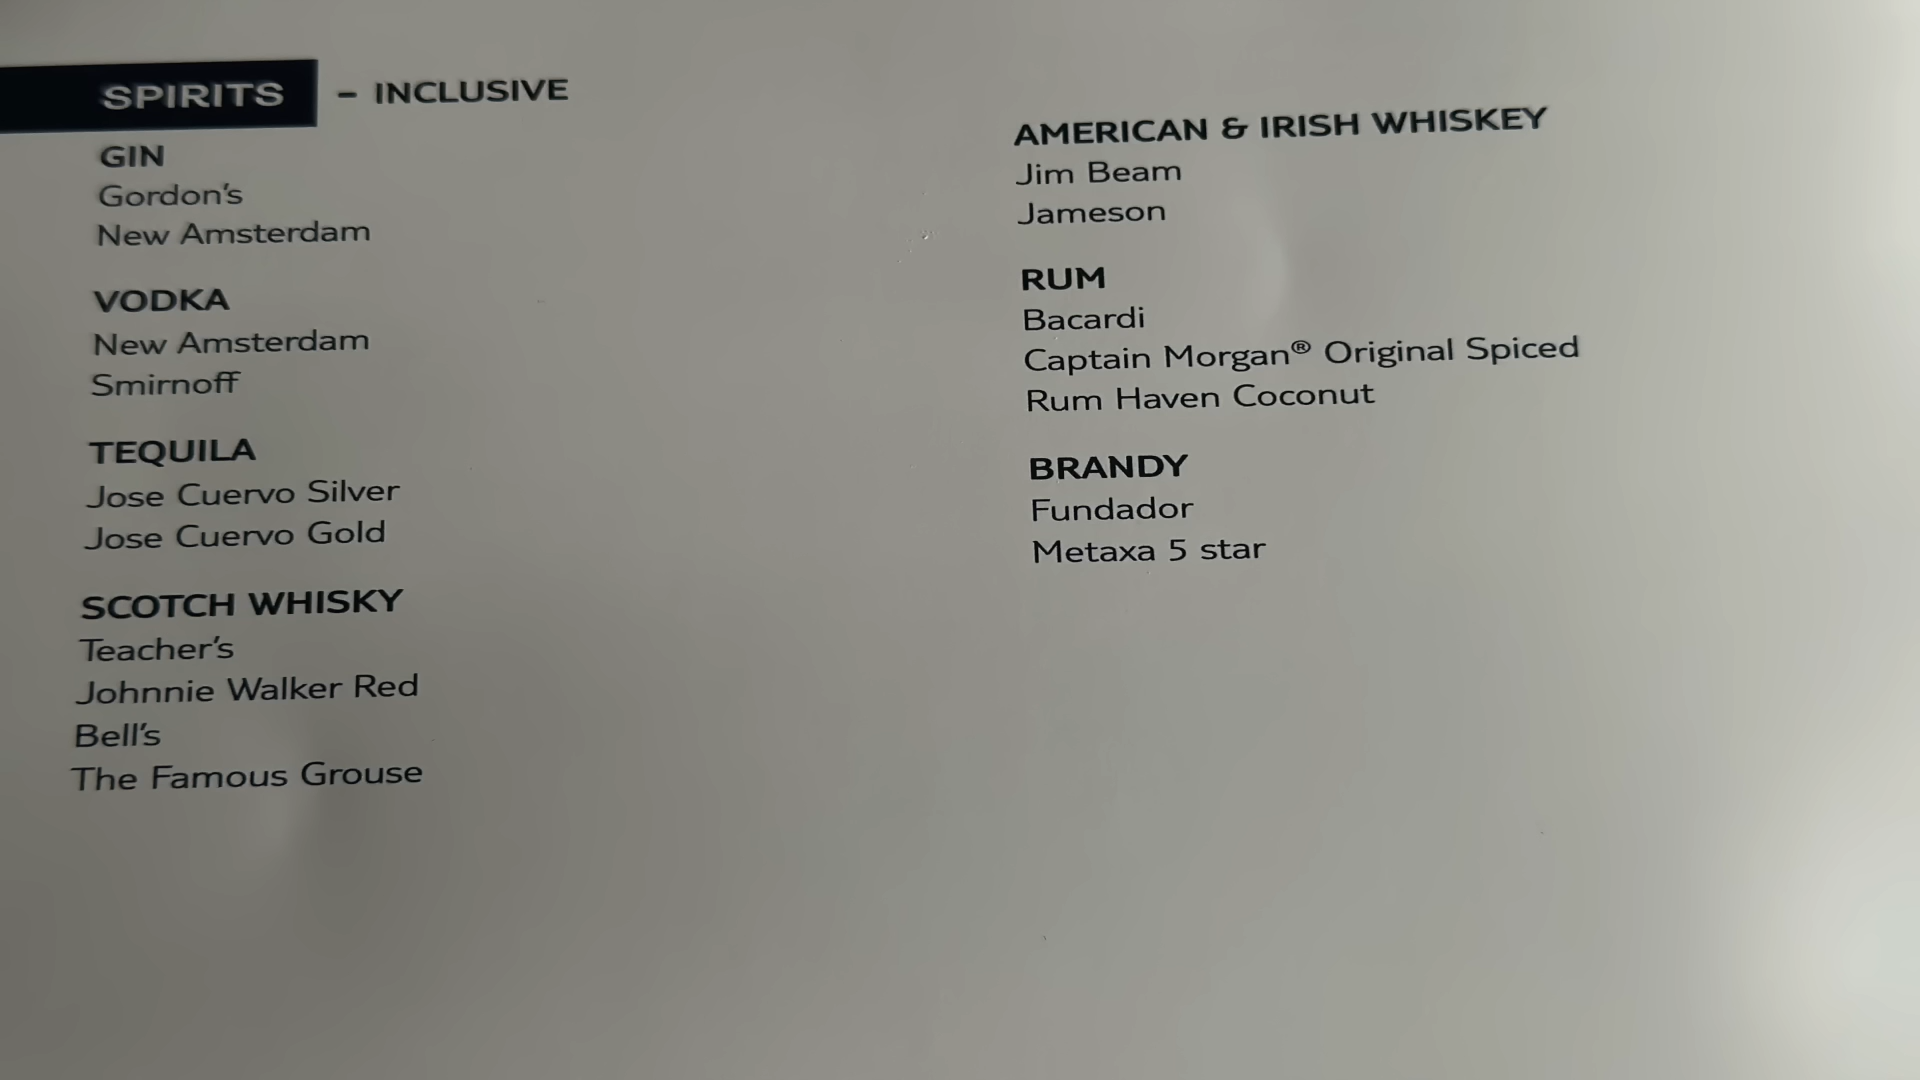 SPIRITS - INCLUSIVE
GIN
Gordon's
New Amsterdam
VODKA
New Amsterdam
Smirnoff
TEQUILA
Jose Cuervo Silver
Jose Cuervo Gold
SCOTCH WHISKY
Teacher's
Johnnie Walker Red
Bell's
The Famous Grouse
AMERICAN & IRISH WHISKEY
Jim Beam
Jameson
RUM
Bacardi
Captain Morgan® Original Spiced
Rum Haven Coconut
BRANDY
Fundador
Metaxa 5 star